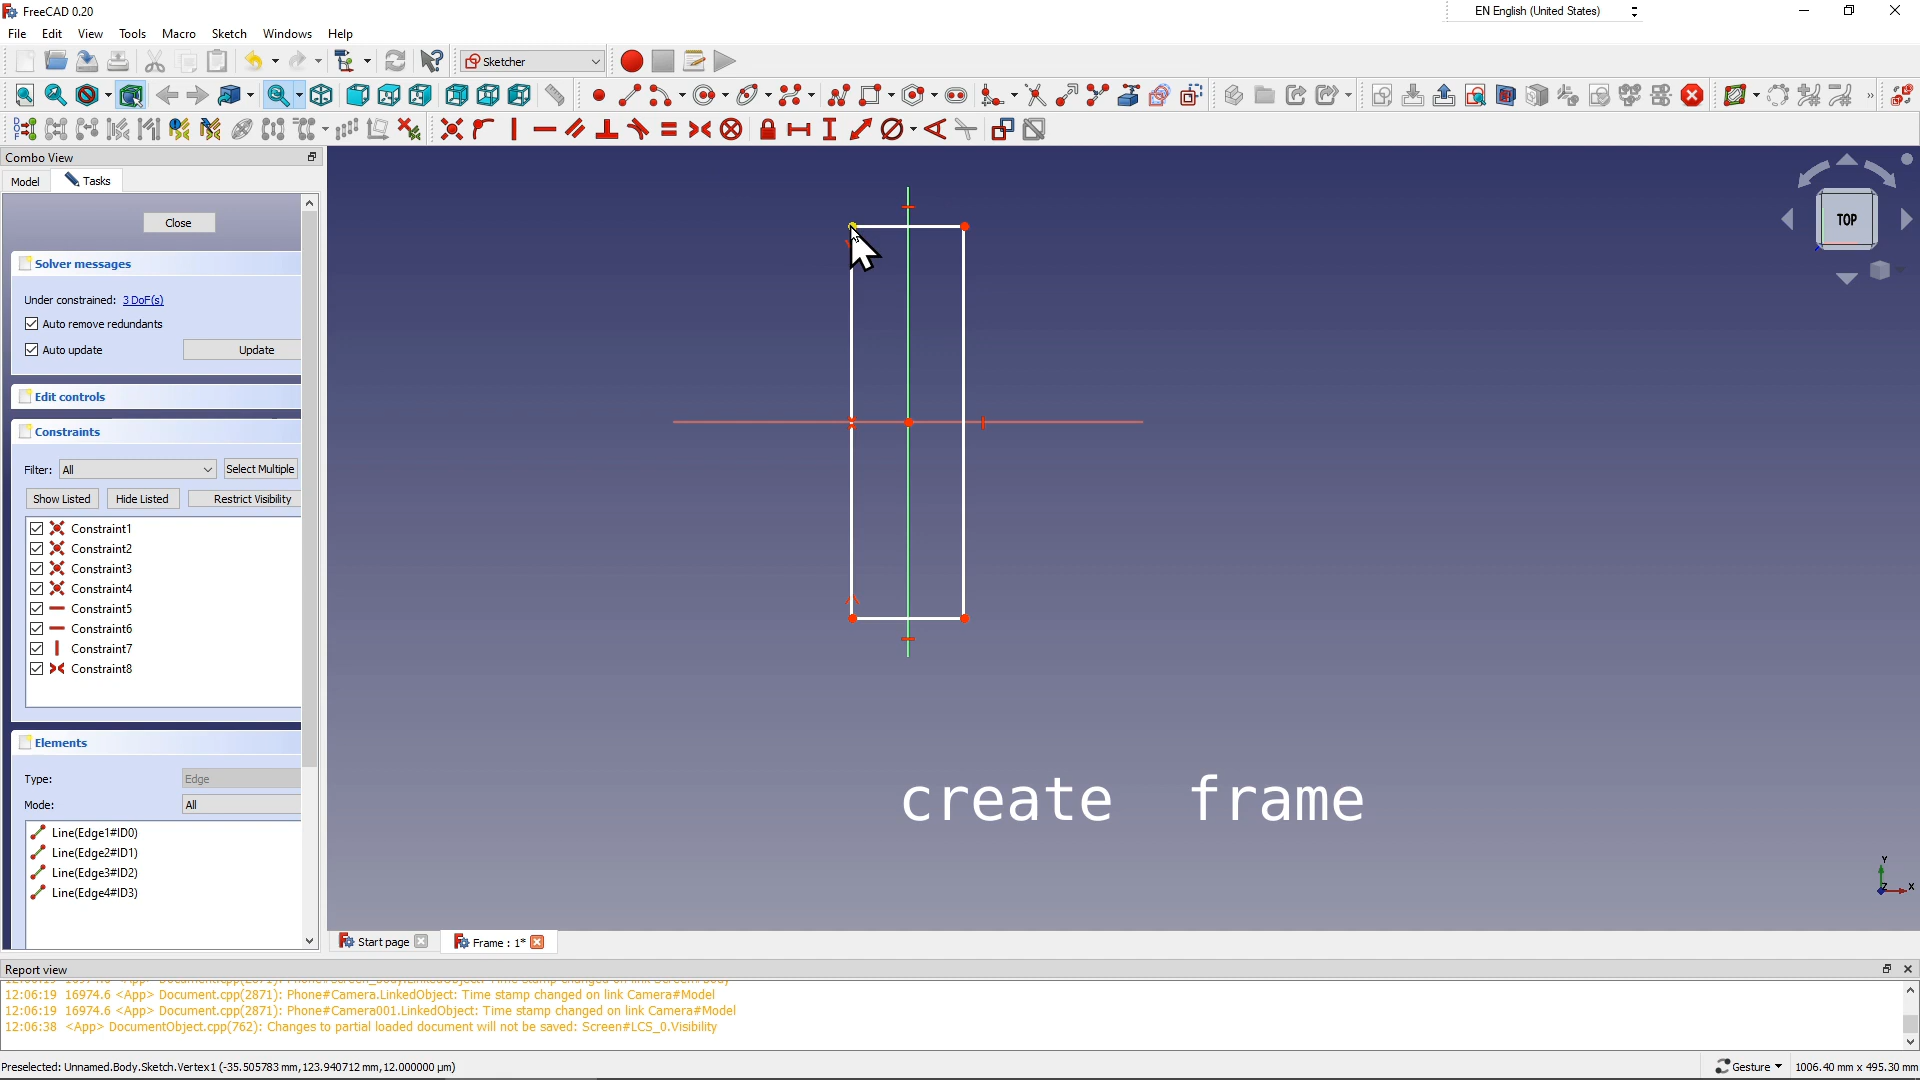 FreeCAD 0.20
EN English (United States)
File Edit View Tools Macro Sketch Windows Help
Sketcher
Combo View
Model Tasks
TOP
Close
Solver messages
Under constrained: 3 DoF(s)
Auto remove redundants
Auto update Update
Edit controls
Constraints
Filter: All Select Multiple
Show Listed Hide Listed Restrict Visibility
Constraint1
Constraint2
Constraint3
Constraint4
Constraint5
Constraint6
Constraint7
Constraint8
Elements
Type: Edge
Mode: All
Line(Edge1#ID0)
Line(Edge2#ID1)
Line(Edge3#ID2)
Line(Edge4#ID3)
create frame
Y
Z X
Start page Frame : 1*
Report view
12:06:19 16974.6 <App> Document.cpp(2871): Phone#Camera.LinkedObject: Time stamp changed on link Camera#Model
12:06:19 16974.6 <App> Document.cpp(2871): Phone#Camera001.LinkedObject: Time stamp changed on link Camera#Model
12:06:38 <App> DocumentObject.cpp(762): Changes to partial loaded document will not be saved: Screen#LCS_0.Visibility
Preselected: Unnamed.Body.Sketch.Vertex1 (-35.505783 mm, 123.940712 mm, 12.000000 µm) Gesture 1006.40 mm x 495.30 mm